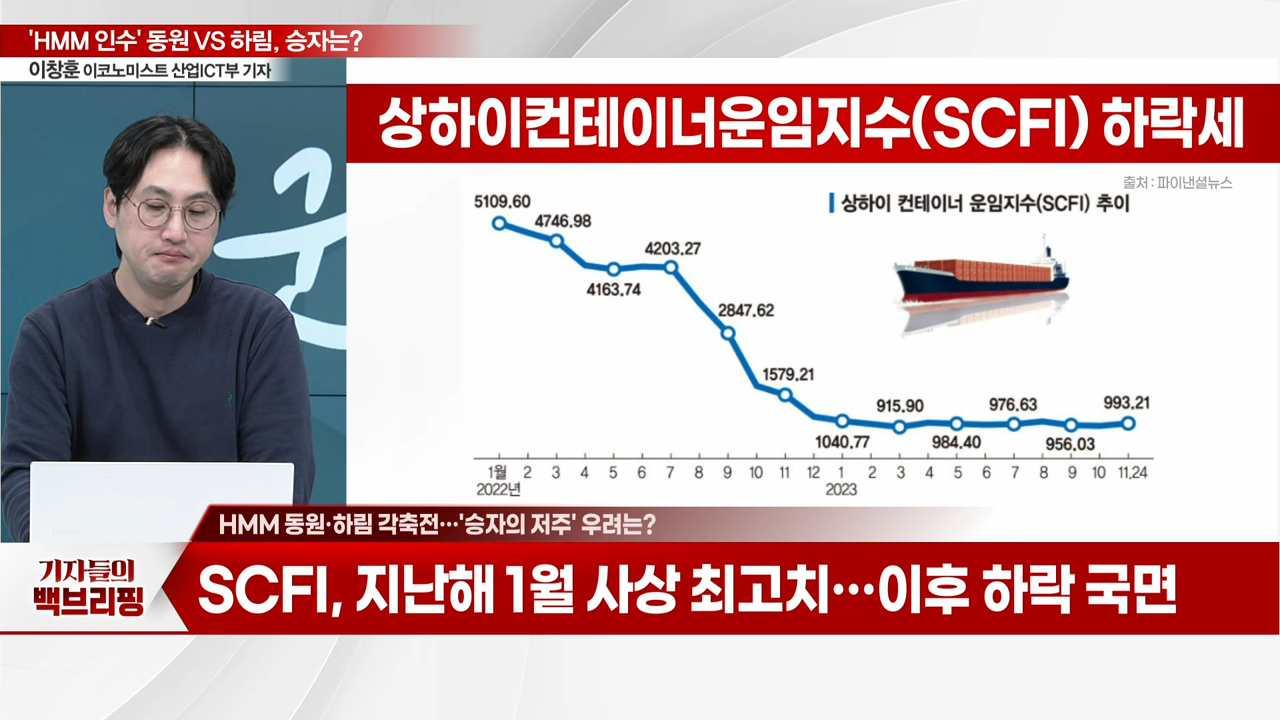 'HMM 인수' 동원 VS 하림, 승자는?
이창훈 이코노미스트 산업ICT부 기자
상하이컨테이너운임지수(SCFI) 하락세
출처 : 파이낸셜뉴스
상하이 컨테이너 운임지수(SCFI) 추이
5109.60
4746.98
4163.74
4203.27
2847.62
1579.21
1040.77
915.90
984.40
976.63
956.03
993.21
1월 2 3 4 5 6 7 8 9 10 11 12 1 2 3 4 5 6 7 8 9 10 11.24
2022년 2023
HMM 동원·하림 각축전…'승자의 저주' 우려는?
기자들의
백브리핑
SCFI, 지난해 1월 사상 최고치…이후 하락 국면